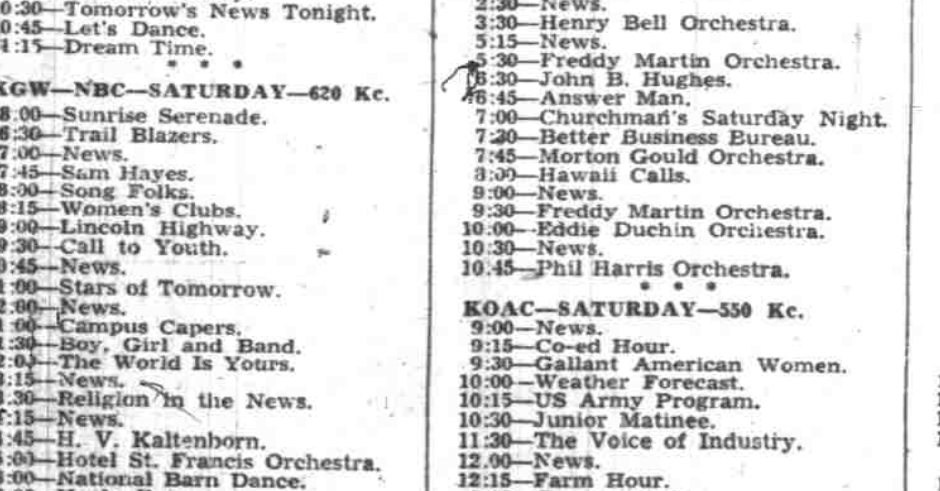 0:30—Tomorrow's News Tonight.
0:45—Let's Dance.
1:15—Dream Time.
* * *
KGW—NBC—SATURDAY—620 Kc.
6:00—Sunrise Serenade.
6:30—Trail Blazers.
7:00—News.
7:45—Sam Hayes.
8:00—Song Folks.
8:15—Women's Clubs.
9:00—Lincoln Highway.
9:30—Call to Youth.
0:45—News.
1:00—Stars of Tomorrow.
2:00—News.
1:00—Campus Capers.
1:30—Boy, Girl and Band.
2:00—The World Is Yours.
:15—News.
:30—Religion in the News.
:15—News.
:45—H. V. Kaltenborn.
:00—Hotel St. Francis Orchestra.
:00—National Barn Dance.
2:30—News.
3:30—Henry Bell Orchestra.
5:15—News.
5:30—Freddy Martin Orchestra.
6:30—John B. Hughes.
6:45—Answer Man.
7:00—Churchman's Saturday Night.
7:30—Better Business Bureau.
7:45—Morton Gould Orchestra.
8:00—Hawaii Calls.
9:00—News.
9:30—Freddy Martin Orchestra.
10:00—Eddie Duchin Orchestra.
10:30—News.
10:45—Phil Harris Orchestra.
* * *
KOAC—SATURDAY—550 Kc.
9:00—News.
9:15—Co-ed Hour.
9:30—Gallant American Women.
10:00—Weather Forecast.
10:15—US Army Program.
10:30—Junior Matinee.
11:30—The Voice of Industry.
12.00—News.
12:15—Farm Hour.